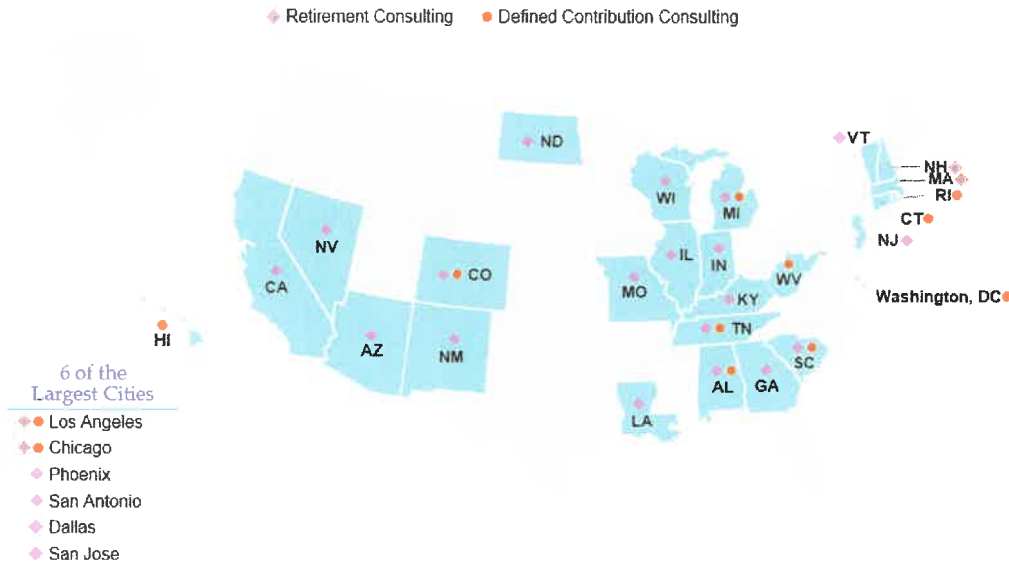 Retirement Consulting Defined Contribution Consulting
ND
VT
NH
MA
WI
MI
RI
CT
NV
NJ
IL
IN
CO
WV
CA
MO
KY
Washington, DC
TN
HI
AZ
NM
SC
AL
GA
LA
6 of the
Largest Cities
Los Angeles
Chicago
Phoenix
San Antonio
Dallas
San Jose